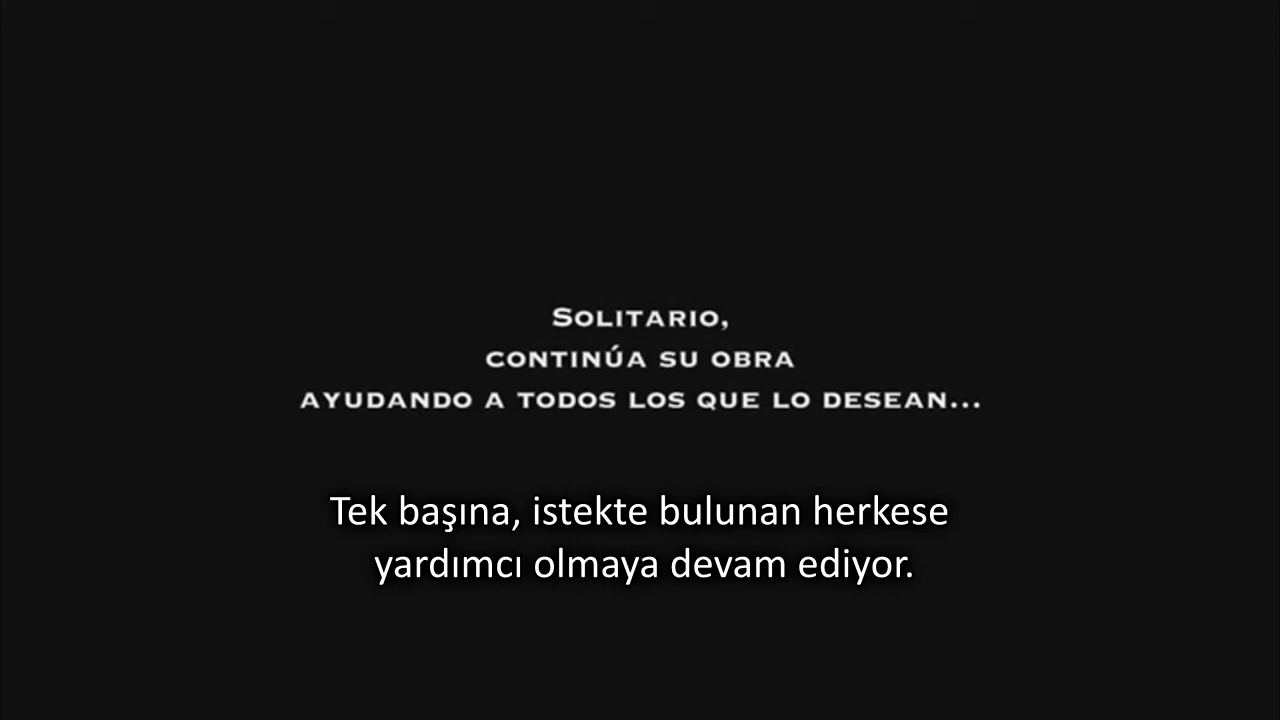 Solitario,
continúa su obra
ayudando a todos los que lo desean...
Tek başına, istekte bulunan herkese
yardımcı olmaya devam ediyor.